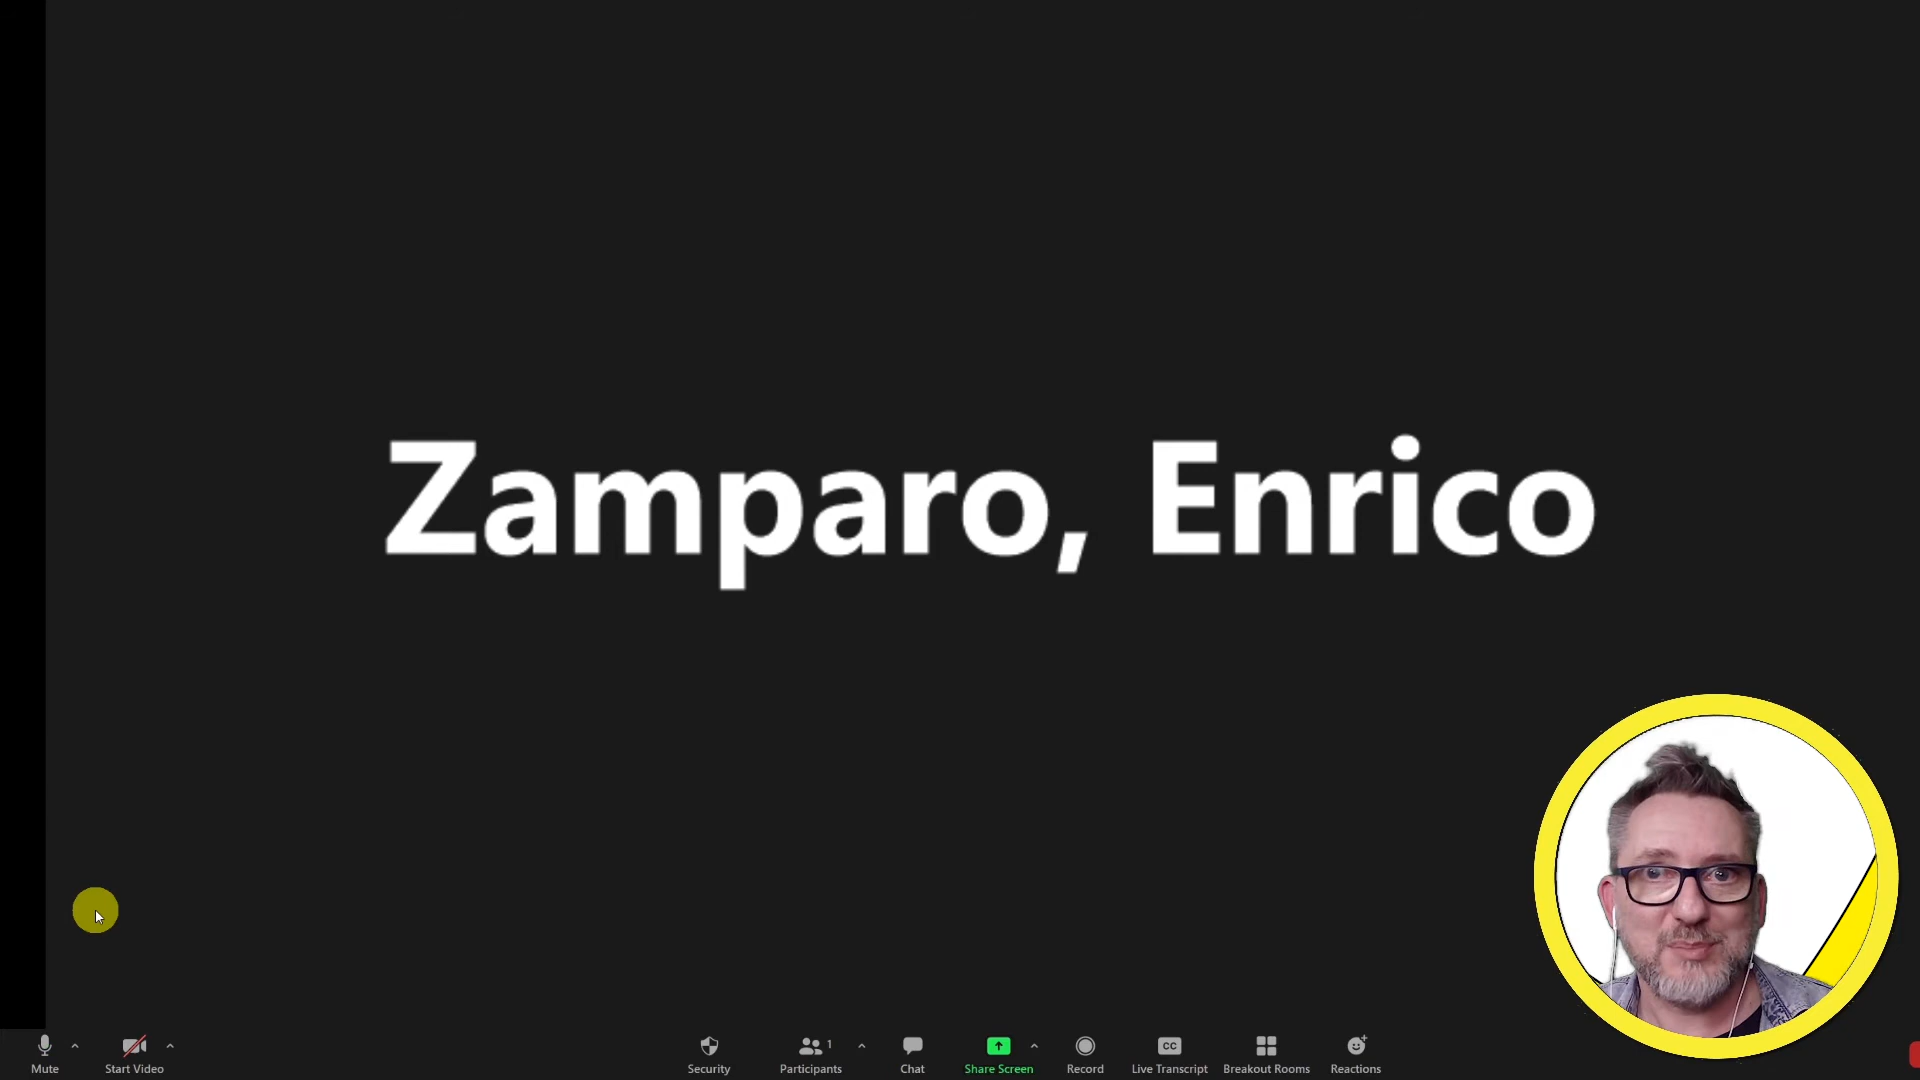 Zamparo, Enrico
Mute
Start Video
Security
Participants
1
Chat
Share Screen
Record
CC
Live Transcript
Breakout Rooms
Reactions